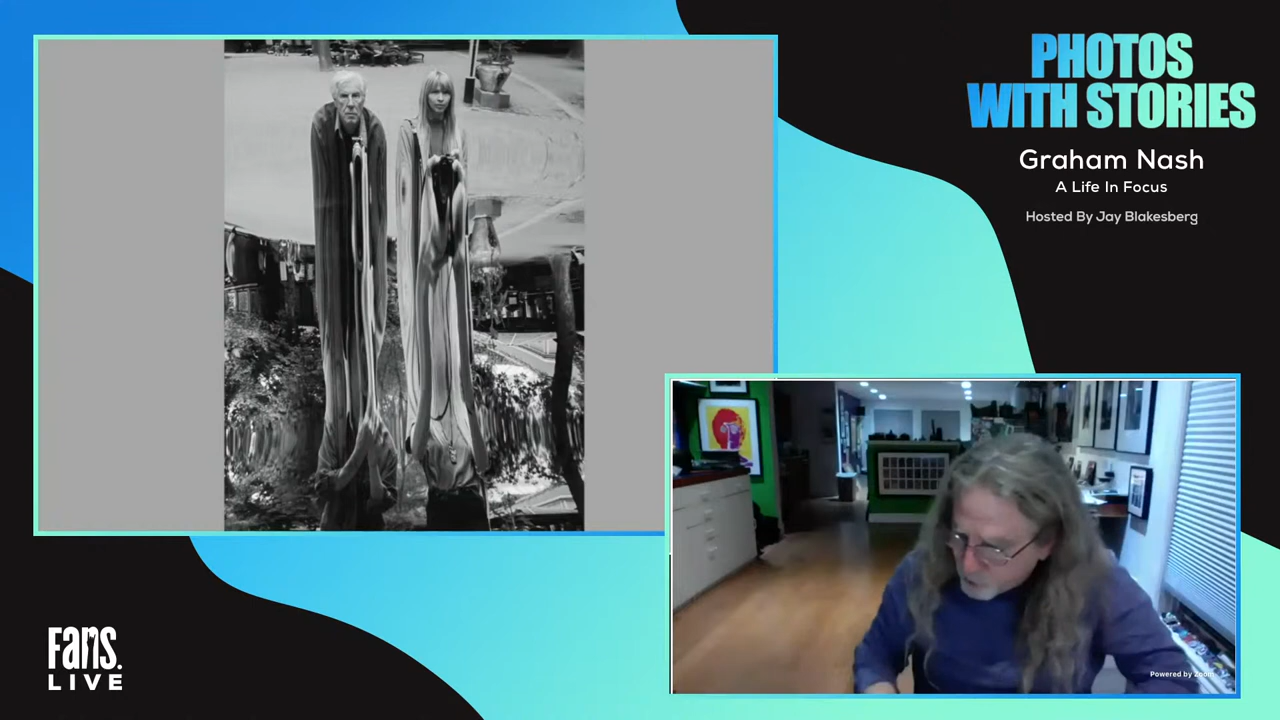 PHOTOS
WITH STORIES
Graham Nash
A Life In Focus
Hosted By Jay Blakesberg
Fans.
LIVE
Powered by Zoom